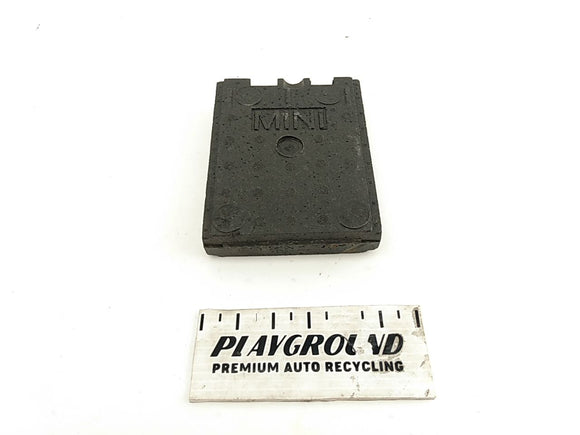 MINI
PLAYGROUND
PREMIUM AUTO RECYCLING